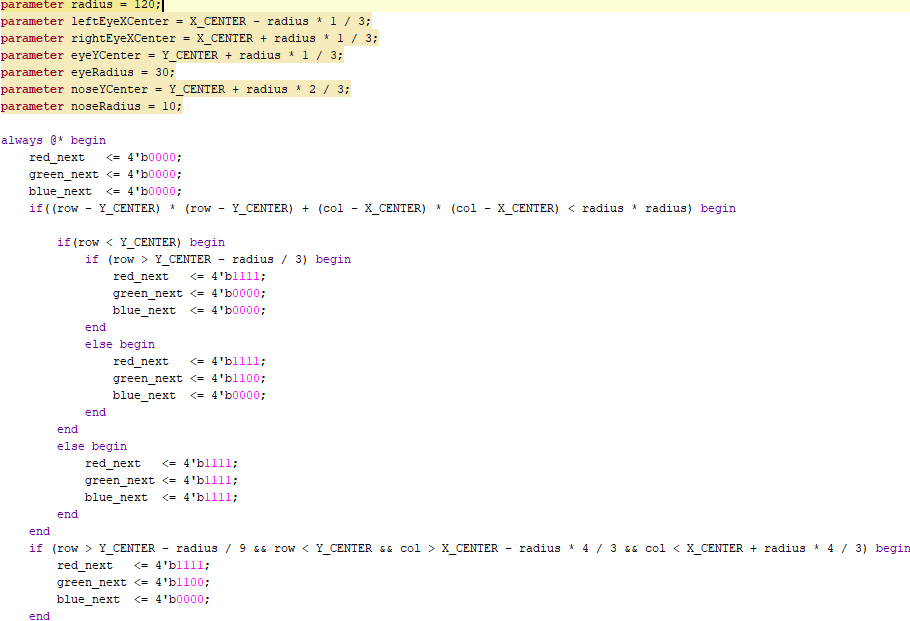 parameter radius = 120;
parameter leftEyeXCenter = X_CENTER - radius * 1 / 3;
parameter rightEyeXCenter = X_CENTER + radius * 1 / 3;
parameter eyeYCenter = Y_CENTER + radius * 1 / 3;
parameter eyeRadius = 30;
parameter noseYCenter = Y_CENTER + radius * 2 / 3;
parameter noseRadius = 10;
always @* begin
red_next <= 4'b0000;
green_next <= 4'b0000;
blue_next <= 4'b0000;
if((row - Y_CENTER) * (row - Y_CENTER) + (col - X_CENTER) * (col - X_CENTER) < radius * radius) begin
if(row < Y_CENTER) begin
if (row > Y_CENTER - radius / 3) begin
red_next <= 4'b1111;
green_next <= 4'b0000;
blue_next <= 4'b0000;
end
else begin
red_next <= 4'b1111;
green_next <= 4'b1100;
blue_next <= 4'b0000;
end
end
else begin
red_next <= 4'b1111;
green_next <= 4'b1111;
blue_next <= 4'b1111;
end
end
if (row > Y_CENTER - radius / 9 && row < Y_CENTER && col > X_CENTER - radius * 4 / 3 && col < X_CENTER + radius * 4 / 3) begin
red_next <= 4'b1111;
green_next <= 4'b1100;
blue_next <= 4'b0000;
end